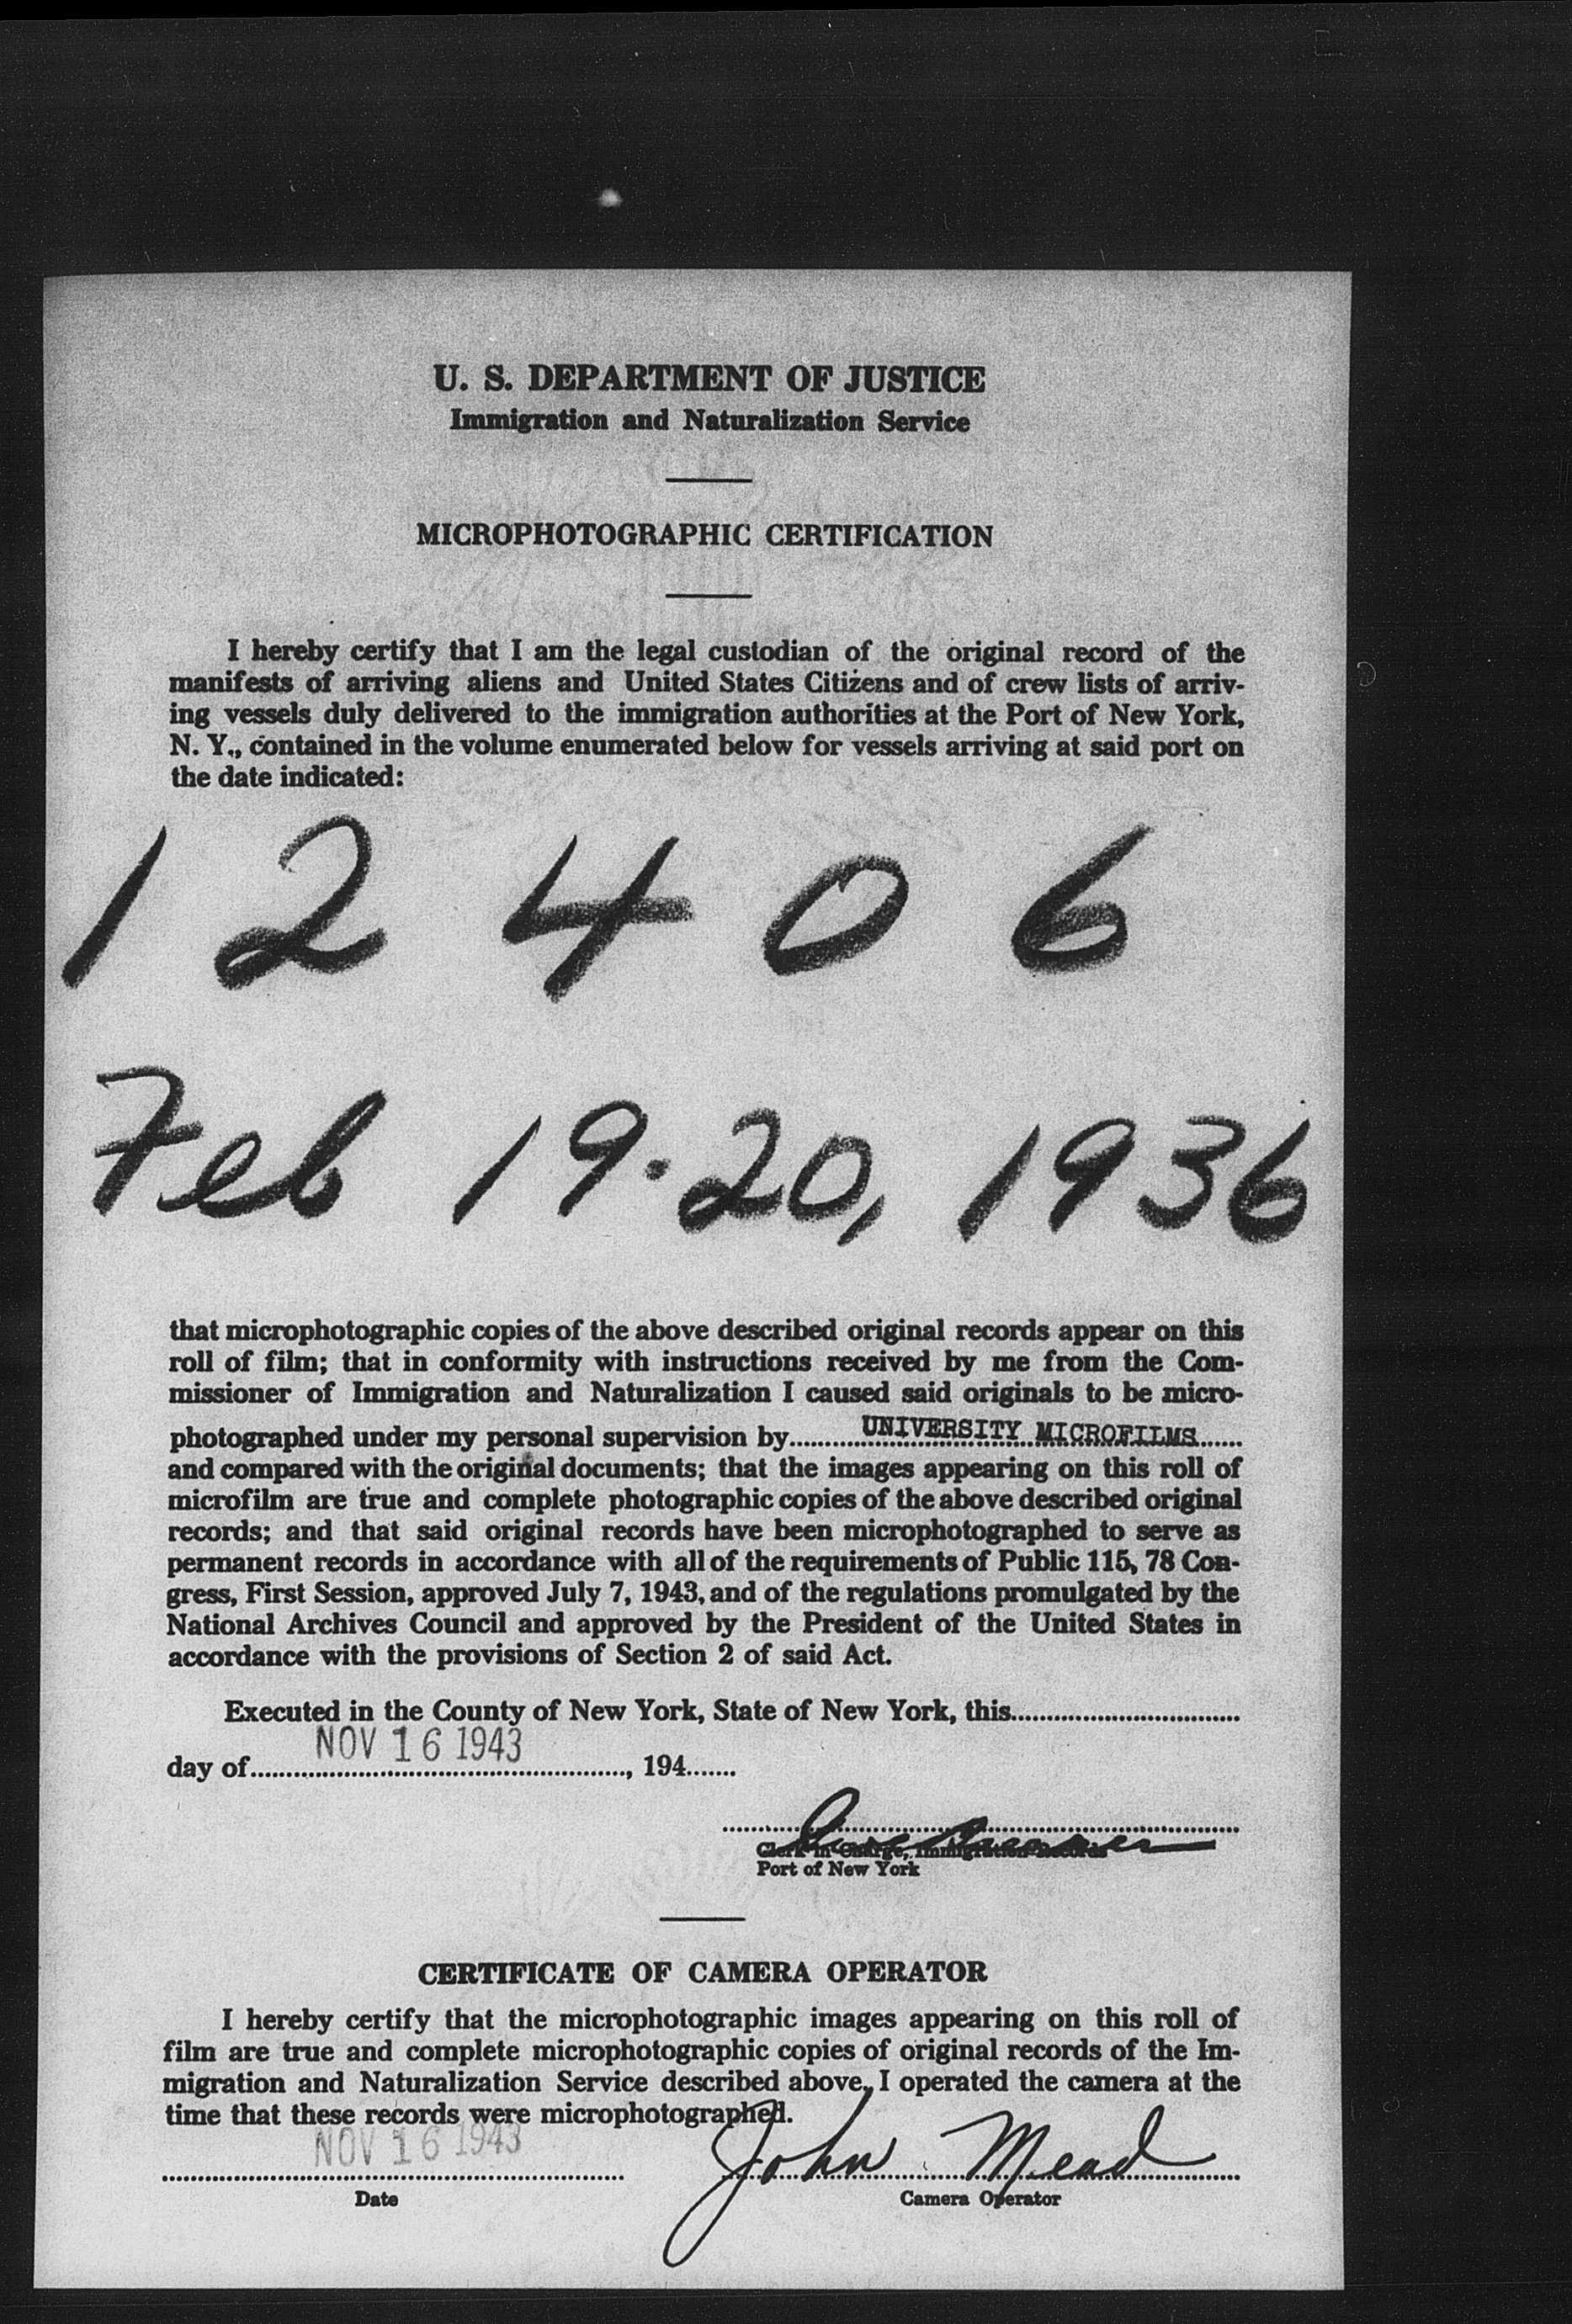 U. S. DEPARTMENT OF JUSTICE
Immigration and Naturalization Service
MICROPHOTOGRAPHIC CERTIFICATION
I hereby certify that I am the legal custodian of the original record of the
manifests of arriving aliens and United States Citizens and of crew lists of arriv-
ing vessels duly delivered to the immigration authorities at the Port of New York,
N. Y., contained in the volume enumerated below for vessels arriving at said port on
the date indicated:
1 2 4 0 6
Feb 19-20, 1936
that microphotographic copies of the above described original records appear on this
roll of film; that in conformity with instructions received by me from the Com-
missioner of Immigration and Naturalization I caused said originals to be micro-
photographed under my personal supervision by UNIVERSITY MICROFILMS
and compared with the original documents; that the images appearing on this roll of
microfilm are true and complete photographic copies of the above described original
records; and that said original records have been microphotographed to serve as
permanent records in accordance with all of the requirements of Public 115, 78 Con-
gress, First Session, approved July 7, 1943, and of the regulations promulgated by the
National Archives Council and approved by the President of the United States in
accordance with the provisions of Section 2 of said Act.
Executed in the County of New York, State of New York, this
NOV 16 1943
day of , 194
Clerk in Charge, Immigration Records
Port of New York
CERTIFICATE OF CAMERA OPERATOR
I hereby certify that the microphotographic images appearing on this roll of
film are true and complete microphotographic copies of original records of the Im-
migration and Naturalization Service described above. I operated the camera at the
time that these records were microphotographed.
NOV 16 1943 John Mead
Date Camera Operator